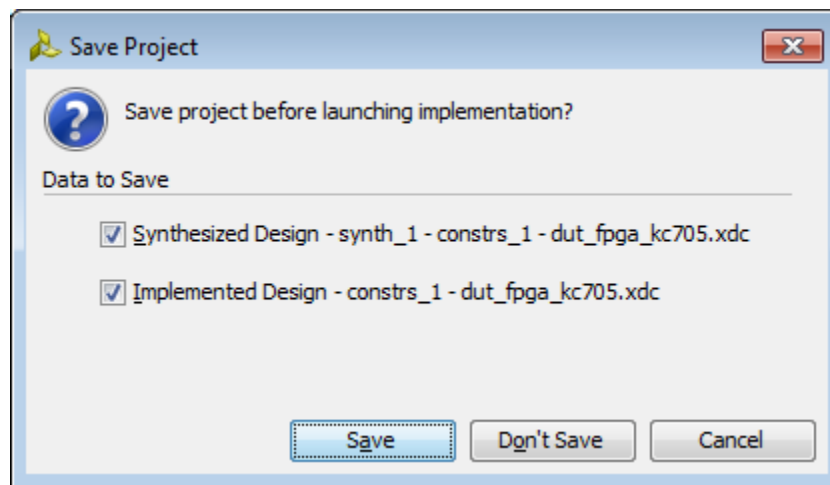 Save Project
Save project before launching implementation?
Data to Save
Synthesized Design - synth_1 - constrs_1 - dut_fpga_kc705.xdc
Implemented Design - constrs_1 - dut_fpga_kc705.xdc
Save Don't Save Cancel